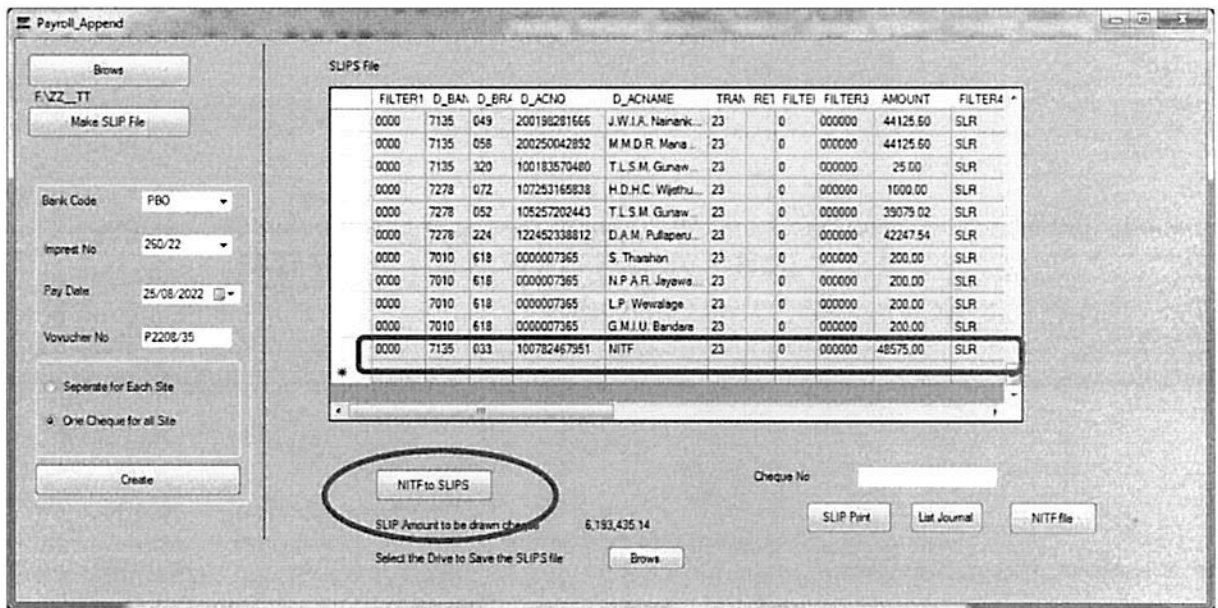 Payroll_Append
Brows
F:\ZZ__TT
Make SLIP File
Bank Code PBO
Imprest No 260/22
Pay Date 25/08/2022
Vovucher No P2208/35
Seperate for Each Site
One Cheque for all Site
Create
SLIPS File
FILTER1 D_BAN D_BRA D_ACNO D_ACNAME TRAN RET FILTEI FILTER3 AMOUNT FILTER4
0000 7135 049 200198281666 J.W.I.A. Nainank... 23 0 000000 44125.60 SLR
0000 7135 058 200250042892 M.M.D.R. Mana... 23 0 000000 44125.60 SLR
0000 7135 320 100183570480 T.L.S.M. Gunaw... 23 0 000000 25.00 SLR
0000 7278 072 107253165838 H.D.H.C. Wijethu... 23 0 000000 1000.00 SLR
0000 7278 052 105257202443 T.L.S.M. Gunaw... 23 0 000000 39079.02 SLR
0000 7278 224 122452338812 D.A.M. Pullaperu... 23 0 000000 42247.54 SLR
0000 7010 618 0000007365 S. Tharshan 23 0 000000 200.00 SLR
0000 7010 618 0000007365 N.P.A.R. Jayawa... 23 0 000000 200.00 SLR
0000 7010 618 0000007365 L.P. Wewalage 23 0 000000 200.00 SLR
0000 7010 618 0000007365 G.M.I.U. Bandara 23 0 000000 200.00 SLR
0000 7135 033 100782467951 NITF 23 0 000000 48575.00 SLR
NITF to SLIPS
Cheque No
SLIP Amount to be drawn cheque 6,193,435.14
SLIP Print List Journal NITF file
Select the Drive to Save the SLIPS file Brows